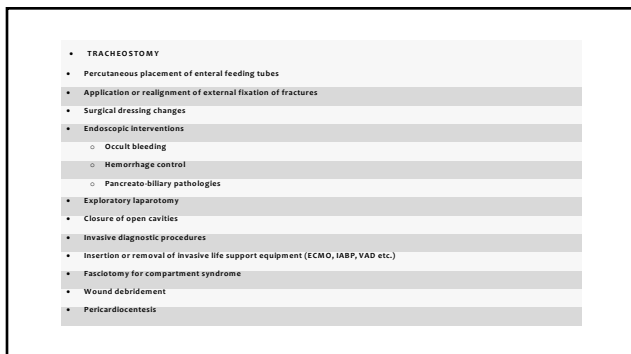 • TRACHEOSTOMY
• Percutaneous placement of enteral feeding tubes
• Application or realignment of external fixation of fractures
• Surgical dressing changes
• Endoscopic interventions
○ Occult bleeding
○ Hemorrhage control
○ Pancreato-biliary pathologies
• Exploratory laparotomy
• Closure of open cavities
• Invasive diagnostic procedures
• Insertion or removal of invasive life support equipment (ECMO, IABP, VAD etc.)
• Fasciotomy for compartment syndrome
• Wound debridement
• Pericardiocentesis